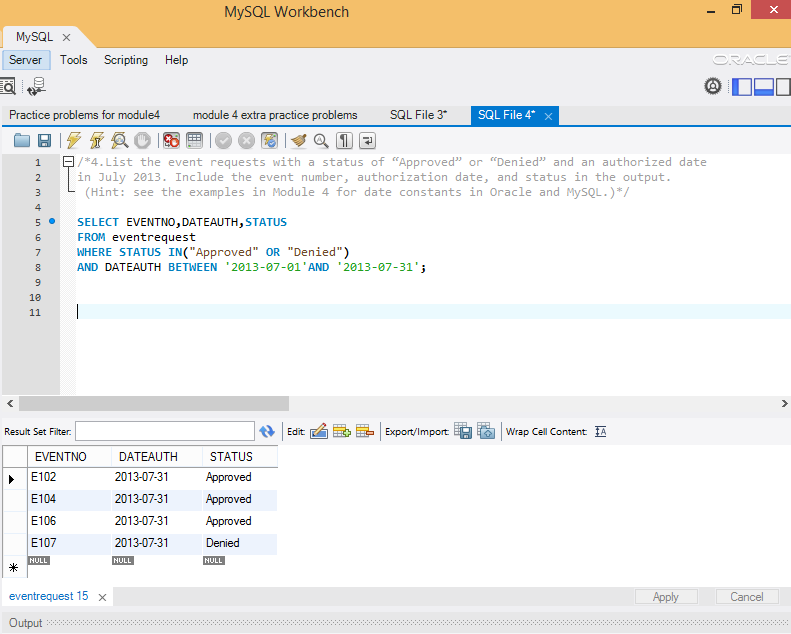 MySQL Workbench
MySQL
Server Tools Scripting Help
ORACLE
Practice problems for module4 module 4 extra practice problems SQL File 3* SQL File 4*
1 /*4.List the event requests with a status of “Approved” or “Denied” and an authorized date
2 in July 2013. Include the event number, authorization date, and status in the output.
3 (Hint: see the examples in Module 4 for date constants in Oracle and MySQL.)*/
4
5 SELECT EVENTNO,DATEAUTH,STATUS
6 FROM eventrequest
7 WHERE STATUS IN("Approved" OR "Denied")
8 AND DATEAUTH BETWEEN '2013-07-01'AND '2013-07-31';
9
10
11
Result Set Filter: Edit: Export/Import: Wrap Cell Content:
EVENTNO DATEAUTH STATUS
E102 2013-07-31 Approved
E104 2013-07-31 Approved
E106 2013-07-31 Approved
E107 2013-07-31 Denied
NULL NULL NULL
eventrequest 15 Apply Cancel
Output